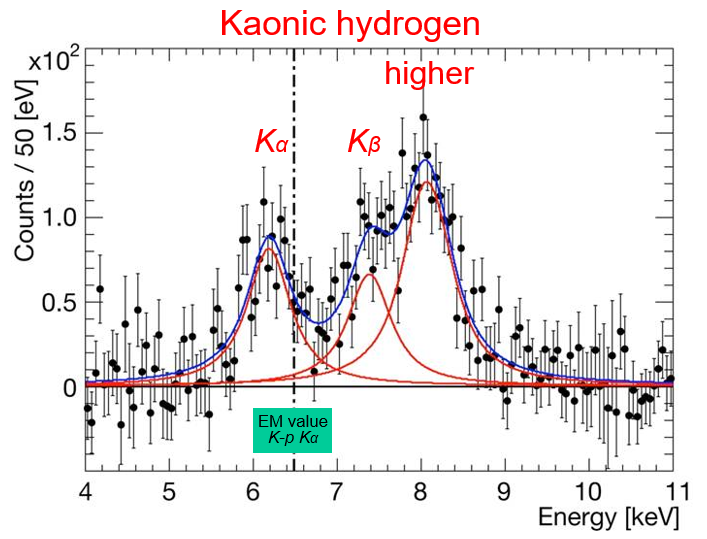 Kaonic hydrogen
higher
x10²
Kα
Kβ
Counts / 50 [eV]
1.5
1.0
0.5
0
EM value
K-p Kα
4 5 6 7 8 9 10 11
Energy [keV]